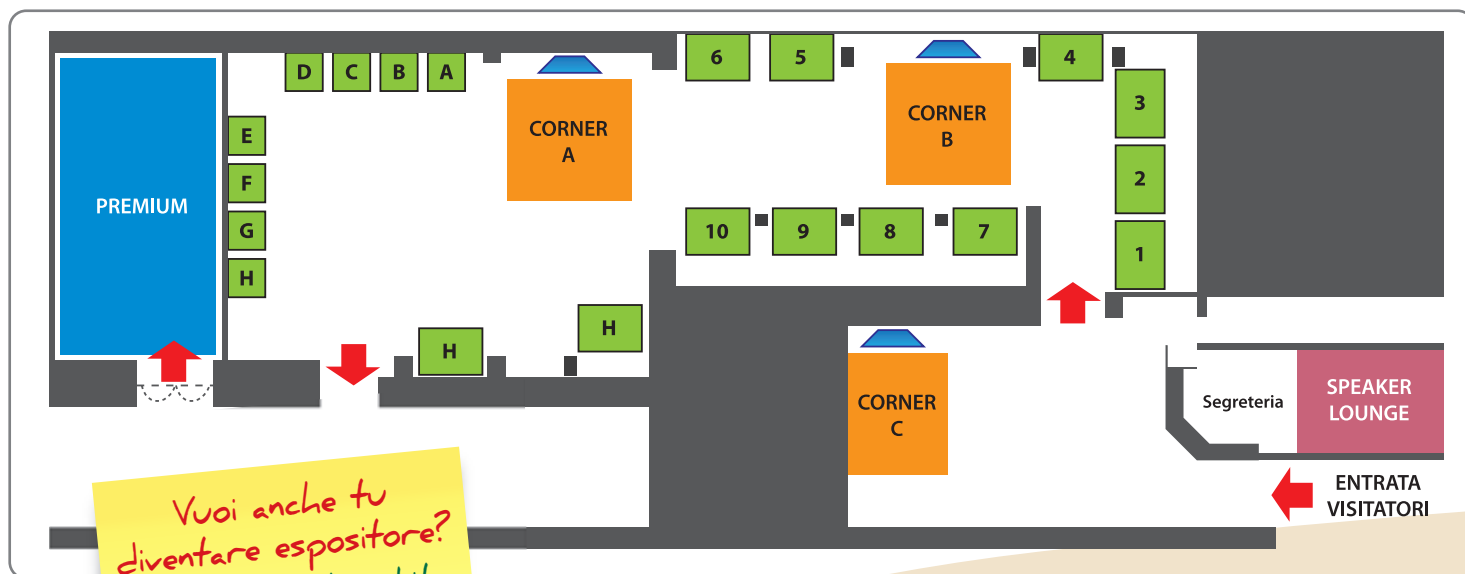 D
C
B
A
6
5
4
3
2
1
E
F
G
H
PREMIUM
CORNER
A
CORNER
B
10
9
8
7
H
H
CORNER
C
Segreteria
SPEAKER
LOUNGE
ENTRATA
VISITATORI
Vuoi anche tu
diventare espositore?